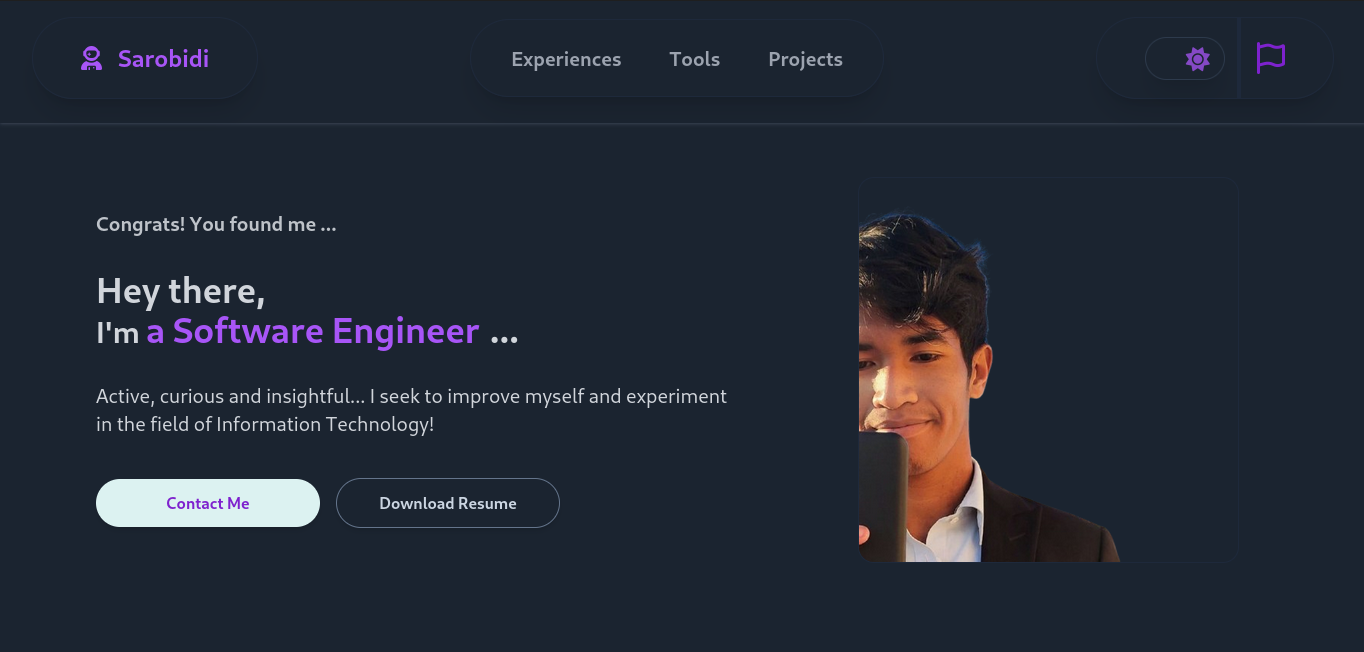 Sarobidi
Experiences Tools Projects
Congrats! You found me ...
Hey there,
I'm a Software Engineer ...
Active, curious and insightful... I seek to improve myself and experiment
in the field of Information Technology!
Contact Me Download Resume